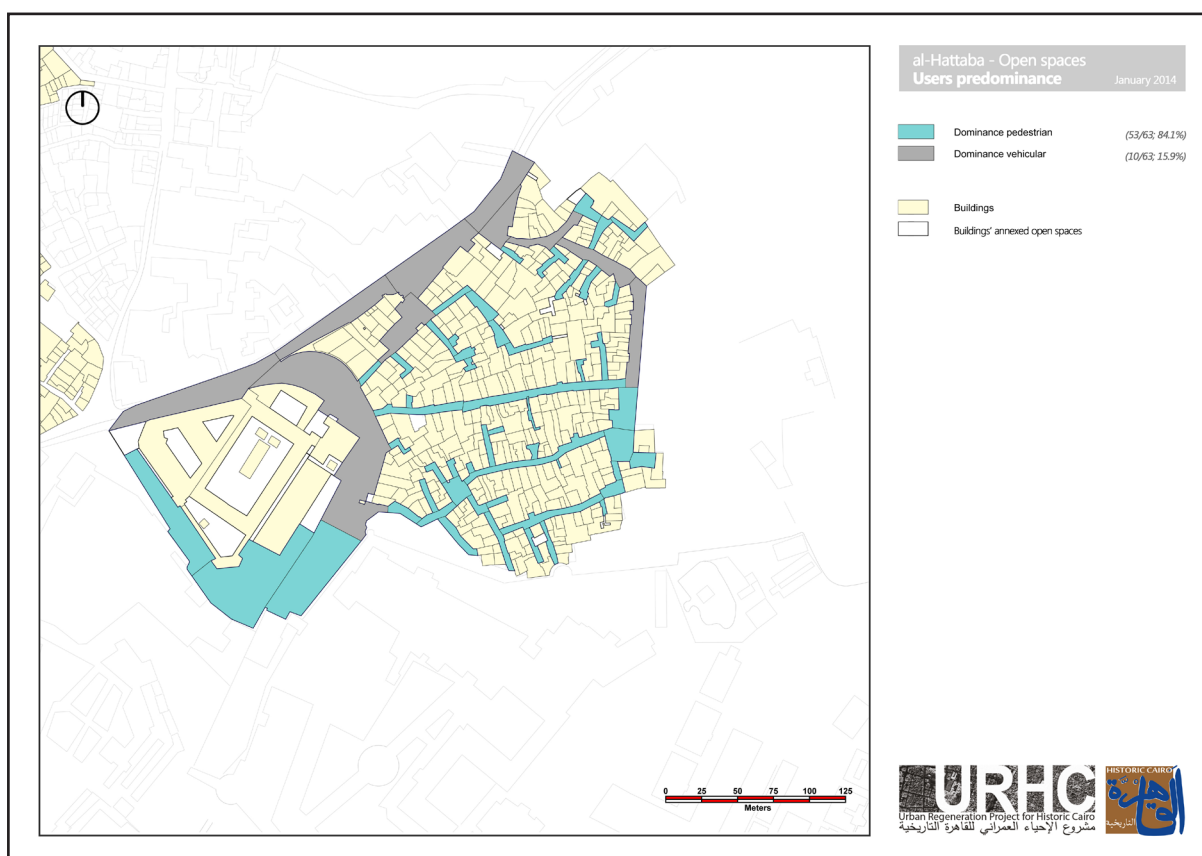 al-Hattaba - Open spaces
Users predominance January 2014
Dominance pedestrian (53/63; 84.1%)
Dominance vehicular (10/63; 15.9%)
Buildings
Buildings' annexed open spaces
0 25 50 75 100 125
Meters
URHC
Urban Regeneration Project for Historic Cairo
مشروع الإحياء العمراني للقاهرة التاريخية
HISTORIC CAIRO
القاهرة
التاريخية